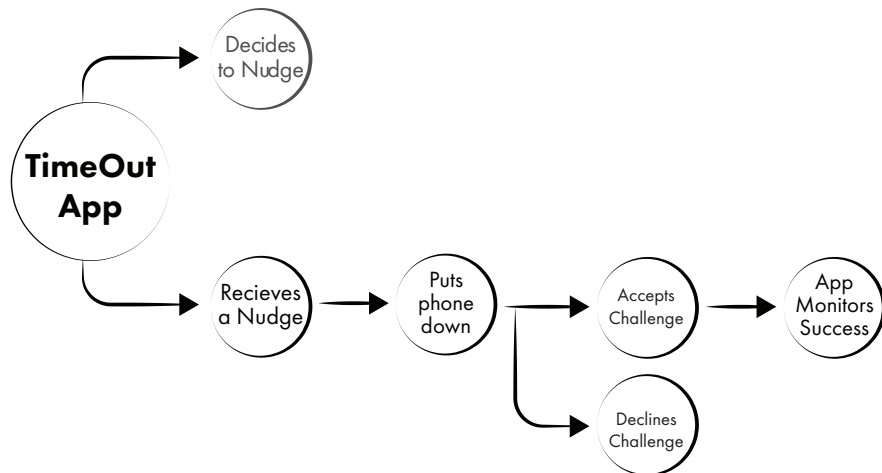 Decides
to Nudge
TimeOut
App
Recieves
a Nudge
Puts
phone
down
Accepts
Challenge
App
Monitors
Success
Declines
Challenge